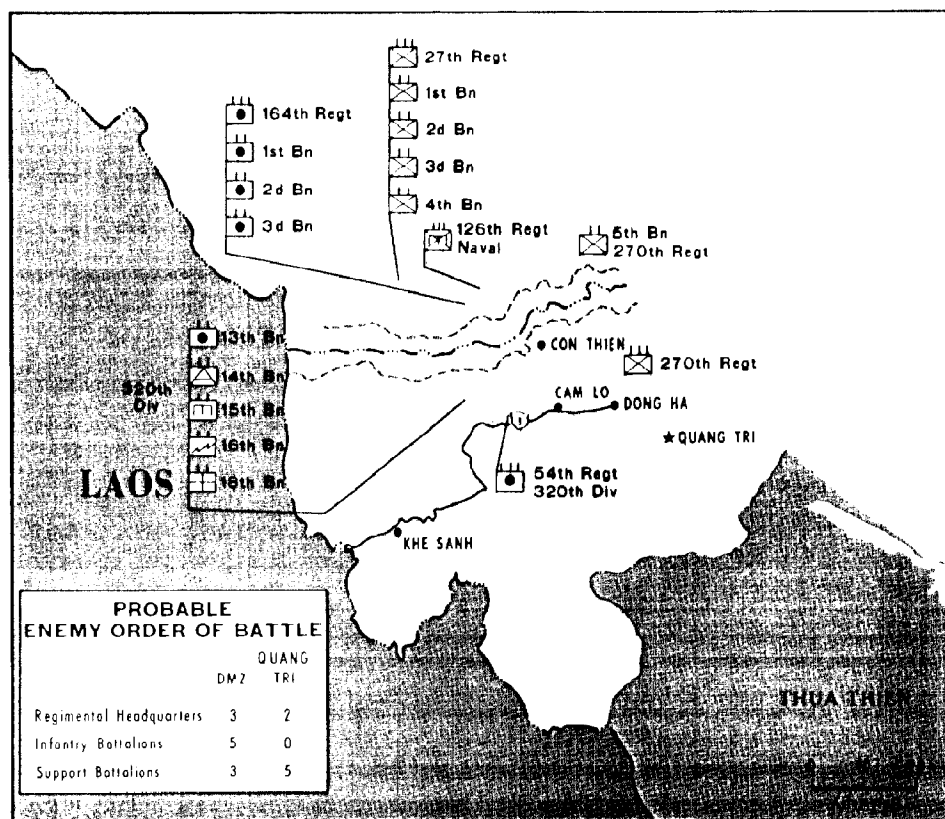 27th Regt
1st Bn
2d Bn
3d Bn
4th Bn
164th Regt
1st Bn
2d Bn
3d Bn
126th Regt
Naval
5th Bn
270th Regt
13th Bn
14th Bn
15th Bn
16th Bn
18th Bn
320th
Div
LAOS
CON THIEN
270th Regt
CAM LO
DONG HA
QUANG TRI
54th Regt
320th Div
KHE SANH
THUA THIEN
PROBABLE
ENEMY ORDER OF BATTLE
QUANG
DMZ TRI
Regimental Headquarters 3 2
Infantry Battalions 5 0
Support Battalions 3 5